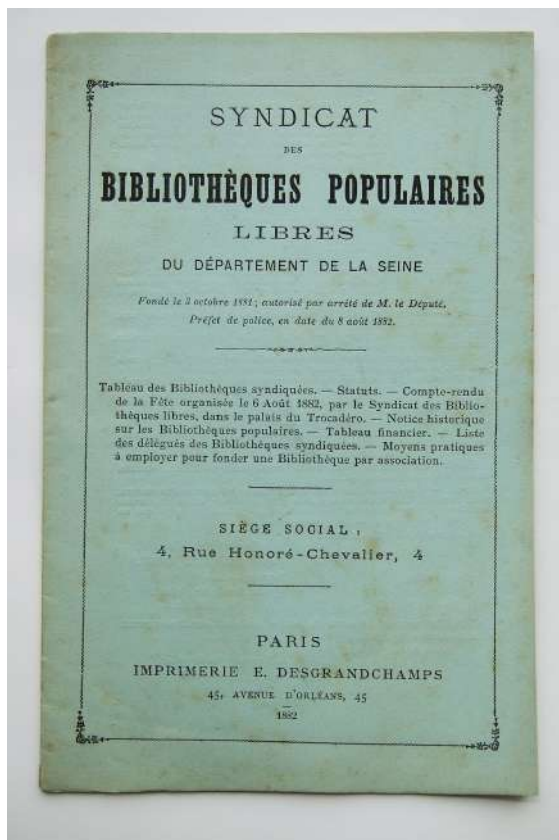 SYNDICAT
DES
BIBLIOTHÈQUES POPULAIRES
LIBRES
DU DÉPARTEMENT DE LA SEINE
Fondé le 2 octobre 1881; autorisé par arrêté de M. le Député,
Préfet de police, en date du 8 août 1882.
Tableau des Bibliothèques syndiquées. — Statuts. — Compte-rendu
de la Fête organisée le 6 Août 1882, par le Syndicat des Biblio-
thèques libres, dans le palais du Trocadéro. — Notice historique
sur les Bibliothèques populaires. — Tableau financier. — Liste
des délégués des Bibliothèques syndiquées. — Moyens pratiques
à employer pour fonder une Bibliothèque par association.
SIÈGE SOCIAL :
4, Rue Honoré-Chevalier, 4
PARIS
IMPRIMERIE E. DESGRANDCHAMPS
45, AVENUE D'ORLÉANS, 45
1882